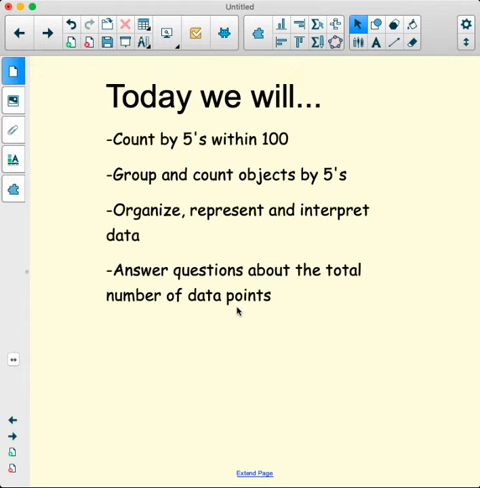 Untitled
Today we will...
-Count by 5's within 100
-Group and count objects by 5's
-Organize, represent and interpret
data
-Answer questions about the total
number of data points
Extend Page